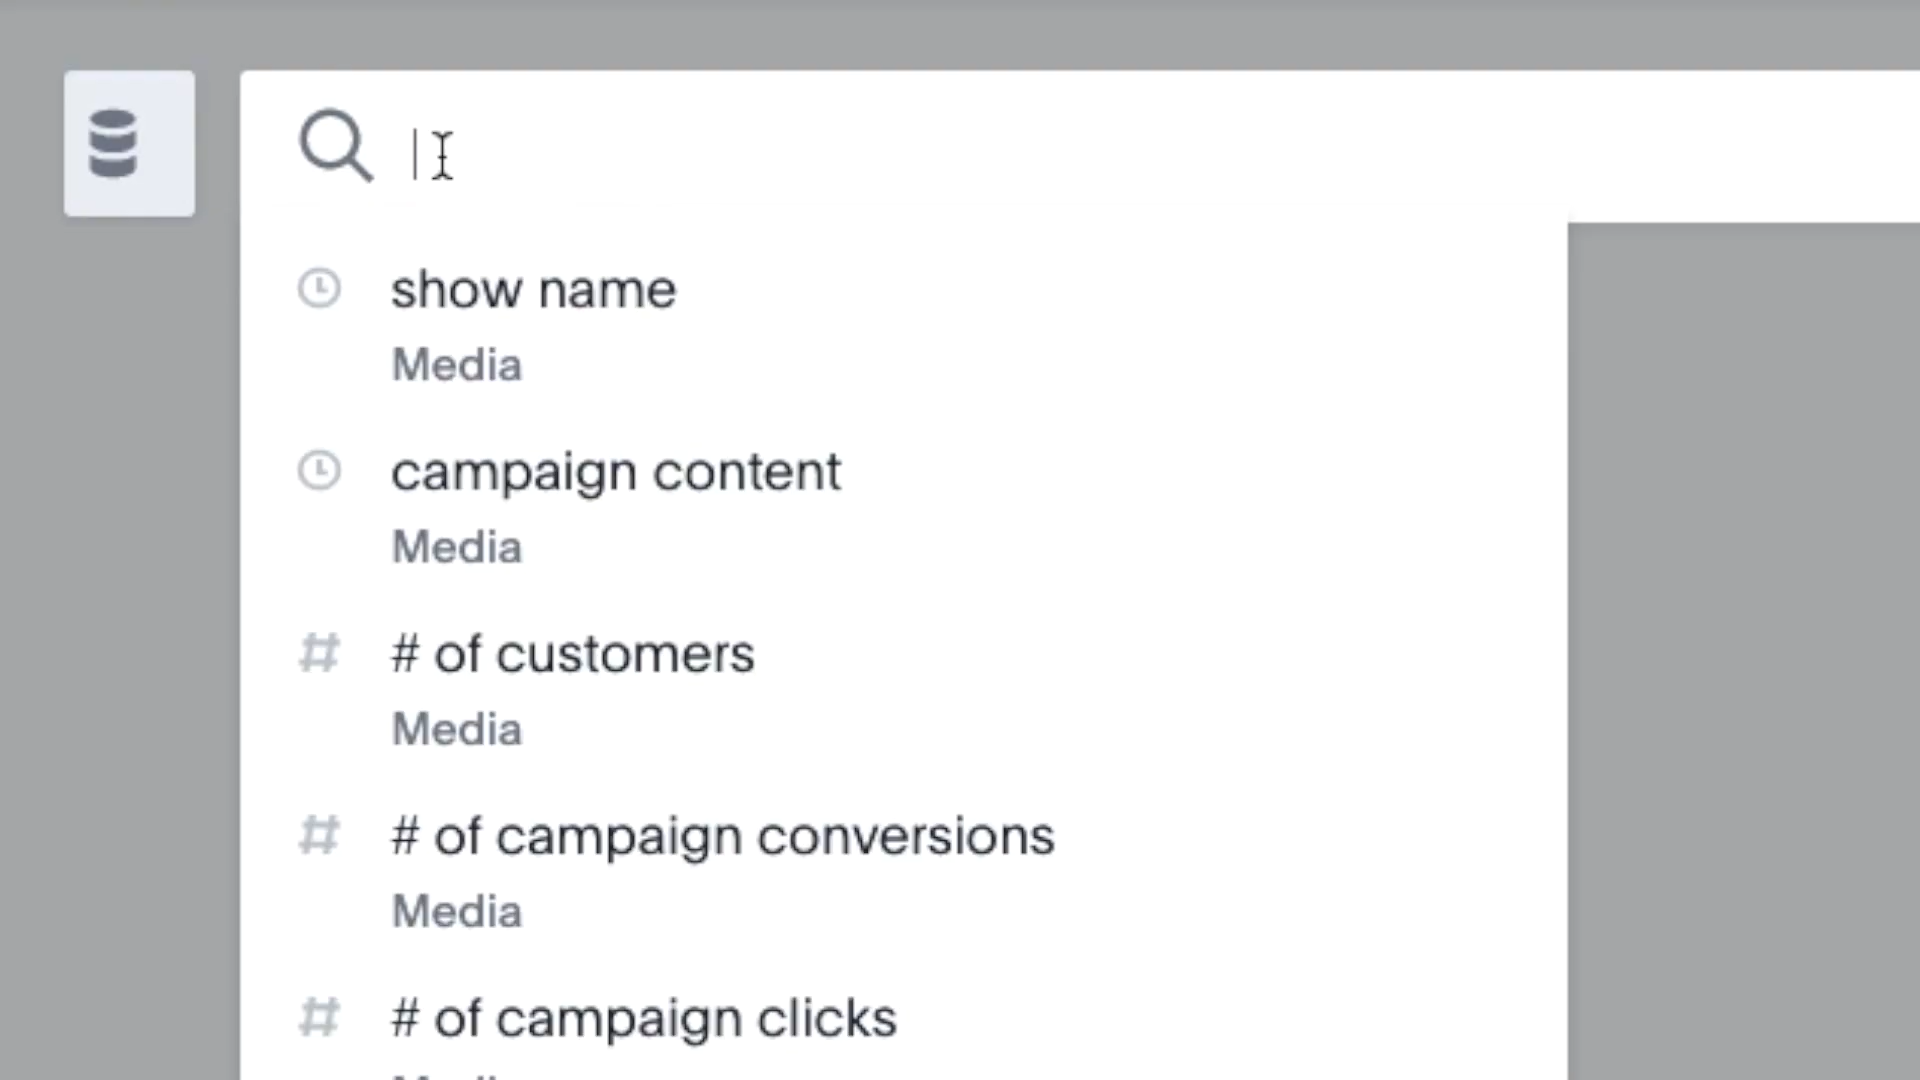 show name
Media
campaign content
Media
# of customers
Media
# of campaign conversions
Media
# of campaign clicks